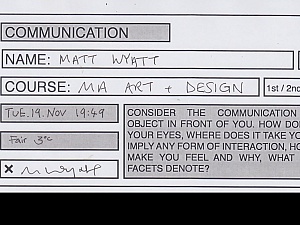 COMMUNICATION
NAME: MATT WYATT
COURSE: MA ART + DESIGN
1st / 2nd
TUE. 19. NOV 19:49
Fair 3°C
X M Wyatt
CONSIDER THE COMMUNICATION
OBJECT IN FRONT OF YOU. HOW DO
YOUR EYES, WHERE DOES IT TAKE
IMPLY ANY FORM OF INTERACTION,
MAKE YOU FEEL AND WHY, WHAT
FACETS DENOTE?